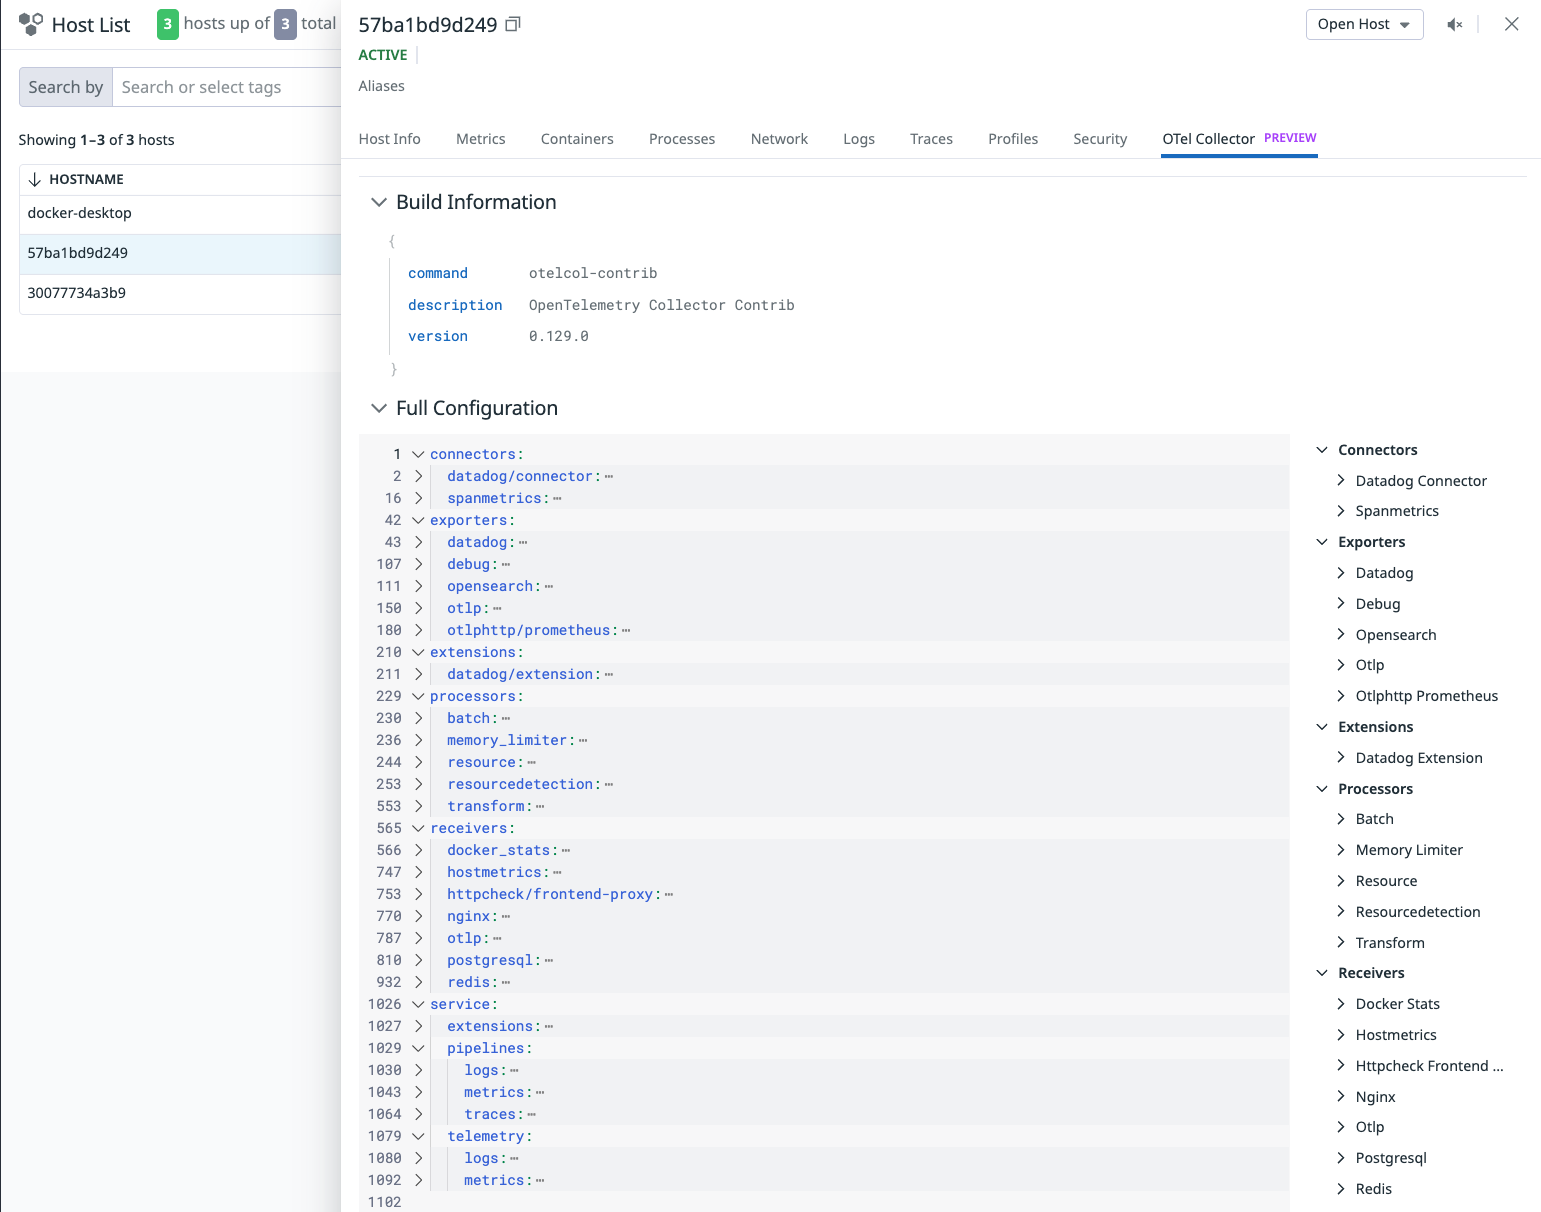 Host List
3 hosts up of 3 total
Search by
Search or select tags
Showing 1–3 of 3 hosts
HOSTNAME
docker-desktop
57ba1bd9d249
30077734a3b9
57ba1bd9d249
Open Host
ACTIVE
Aliases
Host Info
Metrics
Containers
Processes
Network
Logs
Traces
Profiles
Security
OTel Collector PREVIEW
Build Information
{
command otelcol-contrib
description OpenTelemetry Collector Contrib
version 0.129.0
}
Full Configuration
1 connectors:
2 datadog/connector:⋯
16 spanmetrics:⋯
42 exporters:
43 datadog:⋯
107 debug:⋯
111 opensearch:⋯
150 otlp:⋯
180 otlphttp/prometheus:⋯
210 extensions:
211 datadog/extension:⋯
229 processors:
230 batch:⋯
236 memory_limiter:⋯
244 resource:⋯
253 resourcedetection:⋯
553 transform:⋯
565 receivers:
566 docker_stats:⋯
747 hostmetrics:⋯
753 httpcheck/frontend-proxy:⋯
770 nginx:⋯
787 otlp:⋯
810 postgresql:⋯
932 redis:⋯
1026 service:
1027 extensions:⋯
1029 pipelines:
1030 logs:⋯
1043 metrics:⋯
1064 traces:⋯
1079 telemetry:
1080 logs:⋯
1092 metrics:⋯
1102
Connectors
Datadog Connector
Spanmetrics
Exporters
Datadog
Debug
Opensearch
Otlp
Otlphttp Prometheus
Extensions
Datadog Extension
Processors
Batch
Memory Limiter
Resource
Resourcedetection
Transform
Receivers
Docker Stats
Hostmetrics
Httpcheck Frontend ...
Nginx
Otlp
Postgresql
Redis